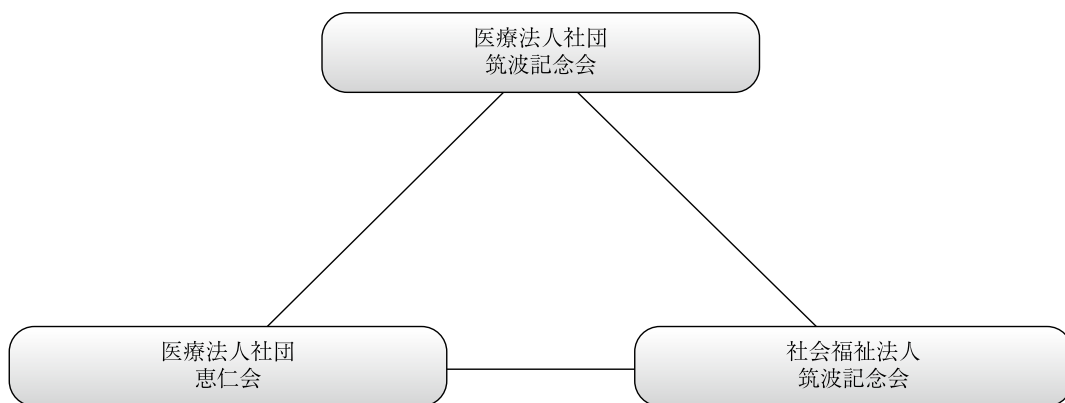 医療法人社団
筑波記念会
医療法人社団
恵仁会
社会福祉法人
筑波記念会